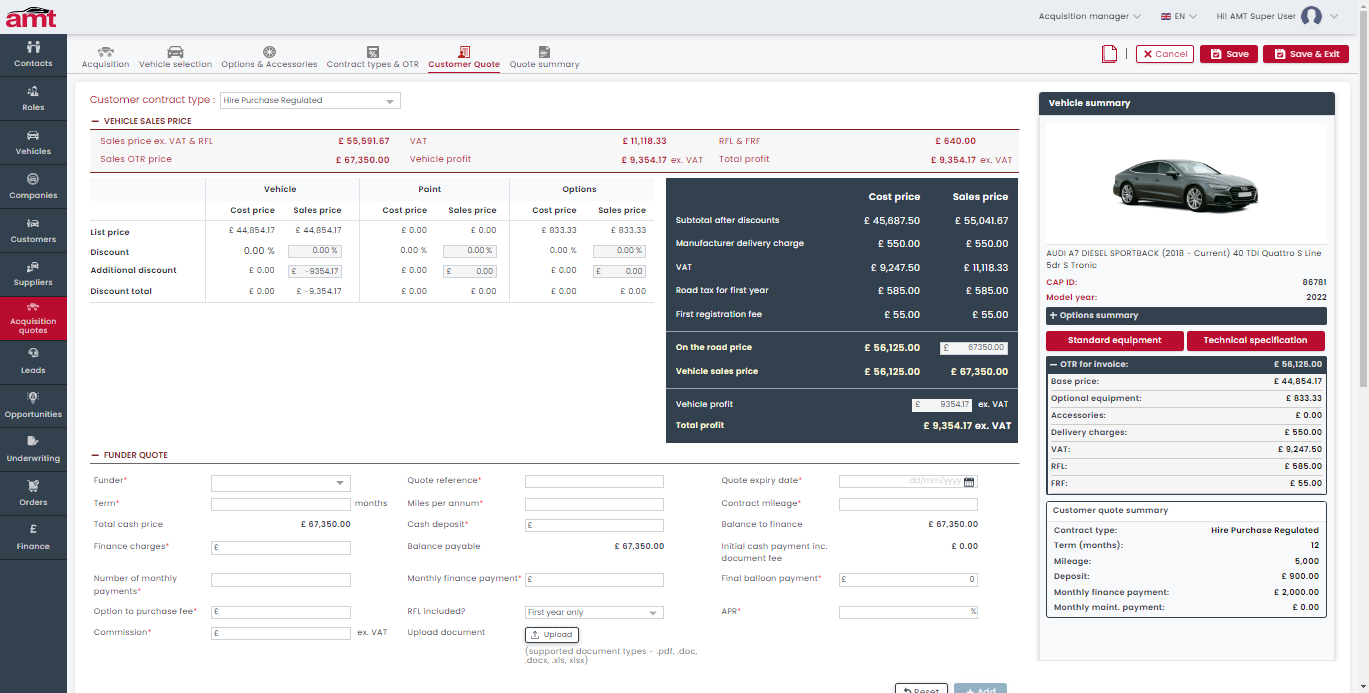 amt
Acquisition manager
EN
Hi! AMT Super User
Contacts
Roles
Vehicles
Companies
Customers
Suppliers
Acquisition
quotes
Leads
Opportunities
Underwriting
Orders
£
Finance
Acquisition
Vehicle selection
Options & Accessories
Contract types & OTR
Customer Quote
Quote summary
Cancel
Save
Save & Exit
Customer contract type :
Hire Purchase Regulated
VEHICLE SALES PRICE
Sales price ex. VAT & RFL £ 55,591.67 VAT £ 11,118.33 RFL & FRF £ 640.00
Sales OTR price £ 67,350.00 Vehicle profit £ 9,354.17 ex. VAT Total profit £ 9,354.17 ex. VAT
Vehicle Paint Options
Cost price Sales price Cost price Sales price Cost price Sales price
List price £ 44,854.17 £ 44,854.17 £ 0.00 £ 0.00 £ 833.33 £ 833.33
Discount 0.00 % 0.00 % 0.00 % 0.00 % 0.00 % 0.00 %
Additional discount £ 0.00 £ -9354.17 £ 0.00 £ 0.00 £ 0.00 £ 0.00
Discount total £ 0.00 £ -9,354.17 £ 0.00 £ 0.00 £ 0.00 £ 0.00
Cost price Sales price
Subtotal after discounts £ 45,687.50 £ 55,041.67
Manufacturer delivery charge £ 550.00 £ 550.00
VAT £ 9,247.50 £ 11,118.33
Road tax for first year £ 585.00 £ 585.00
First registration fee £ 55.00 £ 55.00
On the road price £ 56,125.00 £ 67350.00
Vehicle sales price £ 56,125.00 £ 67,350.00
Vehicle profit £ 9354.17 ex. VAT
Total profit £ 9,354.17 ex. VAT
FUNDER QUOTE
Funder* Quote reference* Quote expiry date* dd/mm/yyyy
Term* months Miles per annum* Contract mileage*
Total cash price £ 67,350.00 Cash deposit* £ Balance to finance £ 67,350.00
Finance charges* £ Balance payable £ 67,350.00 Initial cash payment inc. £ 0.00
document fee
Number of monthly Monthly finance payment* £ Final balloon payment* £ 0
payments*
Option to purchase fee* £ RFL included? First year only APR* %
Commission* £ ex. VAT Upload document Upload
(supported document types - .pdf, .doc,
.docx, .xls, xlsx)
Reset
+ Add
Vehicle summary
AUDI A7 DIESEL SPORTBACK (2018 - Current) 40 TDI Quattro S Line
5dr S Tronic
CAP ID: 86781
Model year: 2022
Options summary
Standard equipment
Technical specification
OTR for invoice: £ 56,125.00
Base price: £ 44,854.17
Optional equipment: £ 833.33
Accessories: £ 0.00
Delivery charges: £ 550.00
VAT: £ 9,247.50
RFL: £ 585.00
FRF: £ 55.00
Customer quote summary
Contract type: Hire Purchase Regulated
Term (months): 12
Mileage: 5,000
Deposit: £ 900.00
Monthly finance payment: £ 2,000.00
Monthly maint. payment: £ 0.00